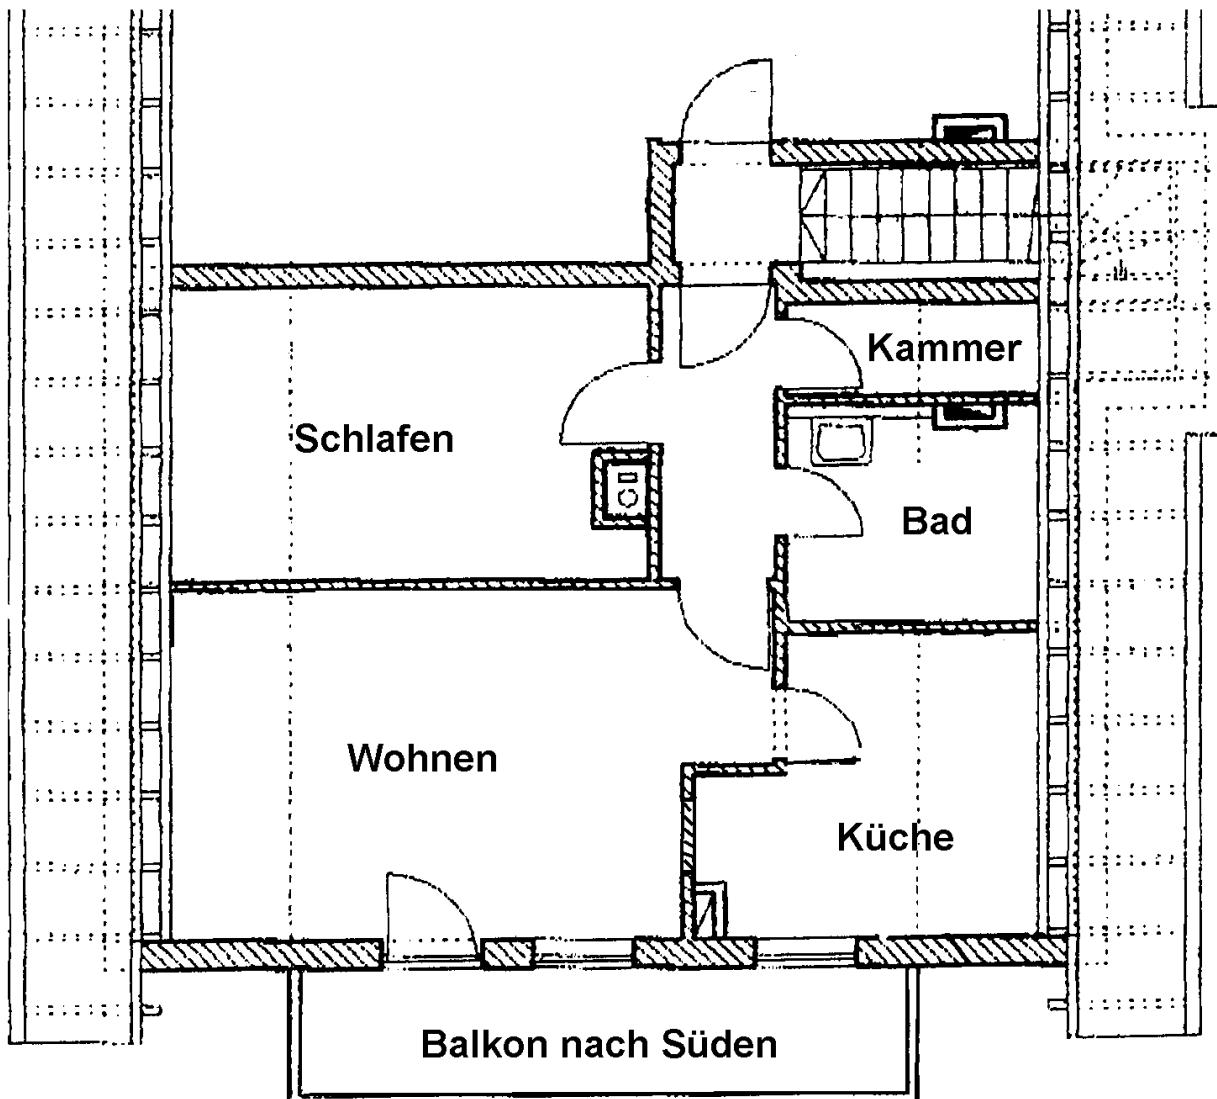 Kammer
Schlafen
Bad
Wohnen
Küche
Balkon nach Süden